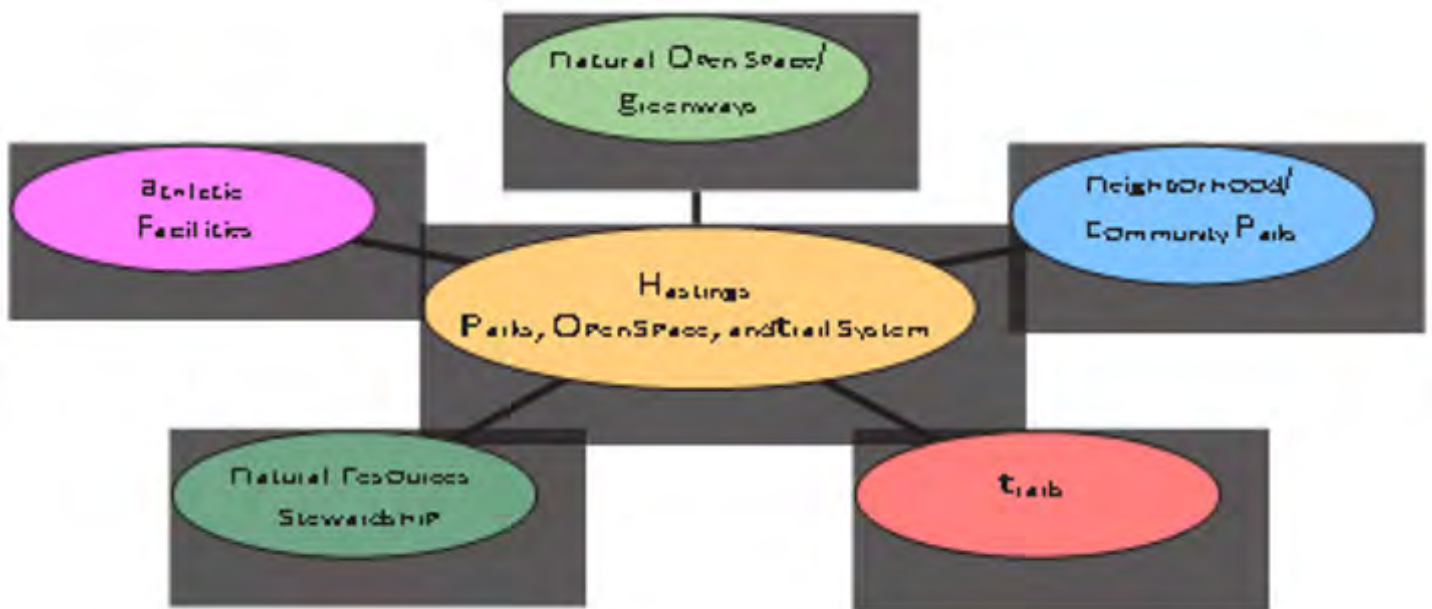 Natural Open Space/
greenways
athletic
Facilities
Neighborhood/
Community Parks
Hastings
Parks, Open Space, and trail System
Natural resources
Stewardship
trails